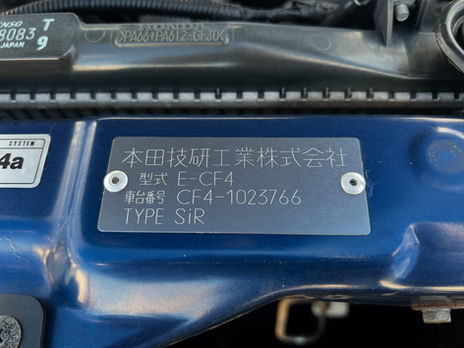 8083 T
JAPAN 9
>PA66+PA612-GF30<
SYSTEM
4a
本田技研工業株式会社
型式 E-CF4
車台番号 CF4-1023766
TYPE SiR